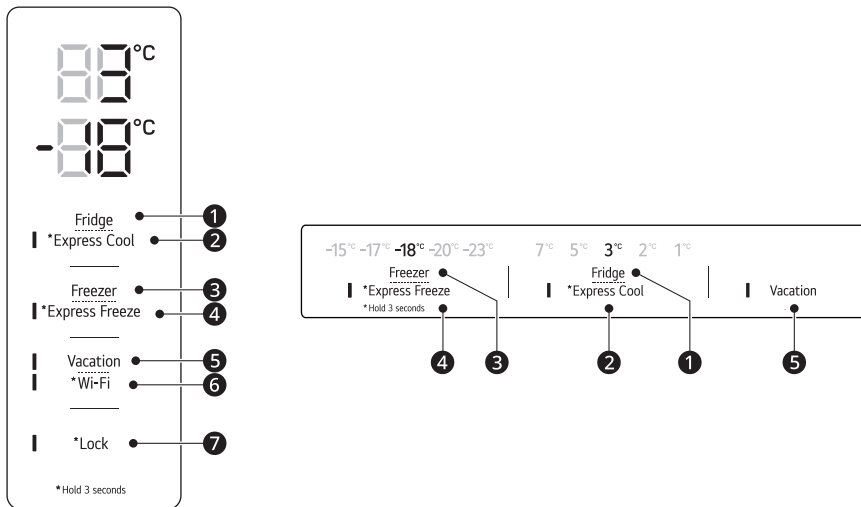 3°C
-18°C
Fridge
*Express Cool
Freezer
*Express Freeze
Vacation
*Wi-Fi
*Lock
*Hold 3 seconds
1
2
3
4
5
6
7
-15°C -17°C -18°C -20°C -23°C
7°C 5°C 3°C 2°C 1°C
Freezer
*Express Freeze
*Hold 3 seconds
Fridge
*Express Cool
Vacation
4
3
2
1
5